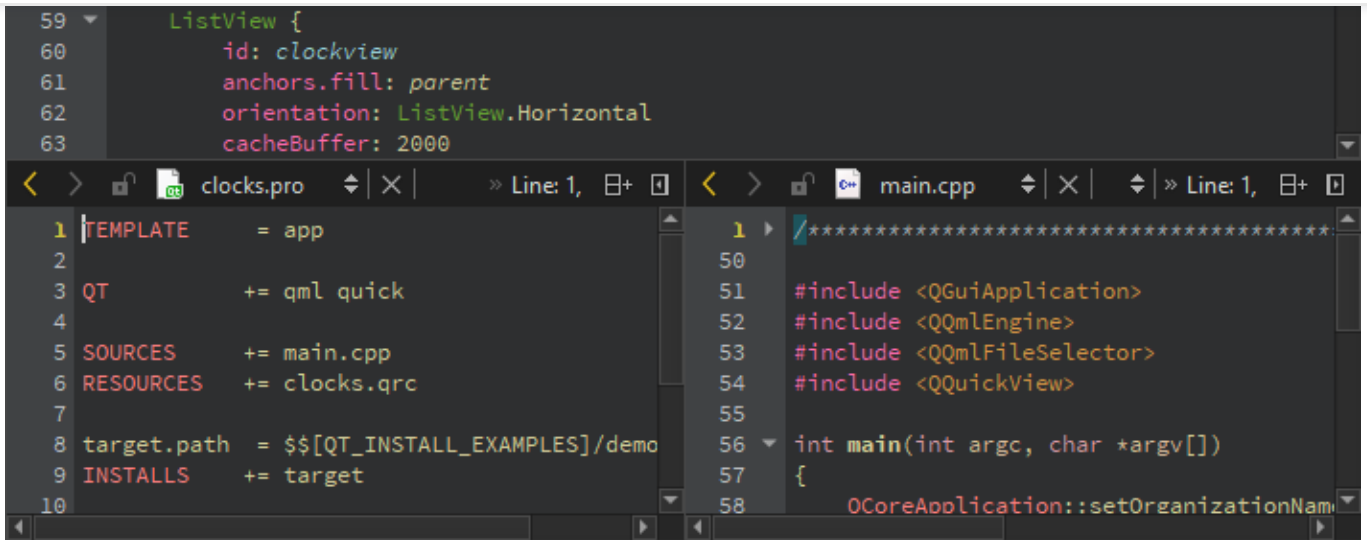 59 ListView {
60 id: clockview
61 anchors.fill: parent
62 orientation: ListView.Horizontal
63 cacheBuffer: 2000
clocks.pro » Line: 1,
1 TEMPLATE = app
2
3 QT += qml quick
4
5 SOURCES += main.cpp
6 RESOURCES += clocks.qrc
7
8 target.path = $$[QT_INSTALL_EXAMPLES]/demo
9 INSTALLS += target
10
main.cpp » Line: 1,
1 /***************************************
50
51 #include <QGuiApplication>
52 #include <QQmlEngine>
53 #include <QQmlFileSelector>
54 #include <QQuickView>
55
56 int main(int argc, char *argv[])
57 {
58 QCoreApplication::setOrganizationNam